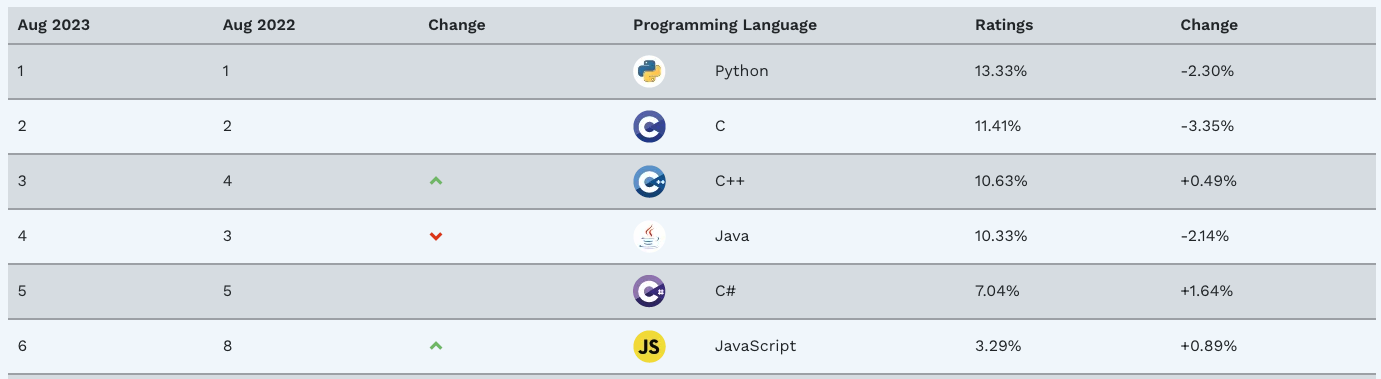 Aug 2023 Aug 2022 Change Programming Language Ratings Change
1 1 Python 13.33% -2.30%
2 2 C C 11.41% -3.35%
3 4 C++ C++ 10.63% +0.49%
4 3 Java 10.33% -2.14%
5 5 C# C# 7.04% +1.64%
6 8 JS JavaScript 3.29% +0.89%